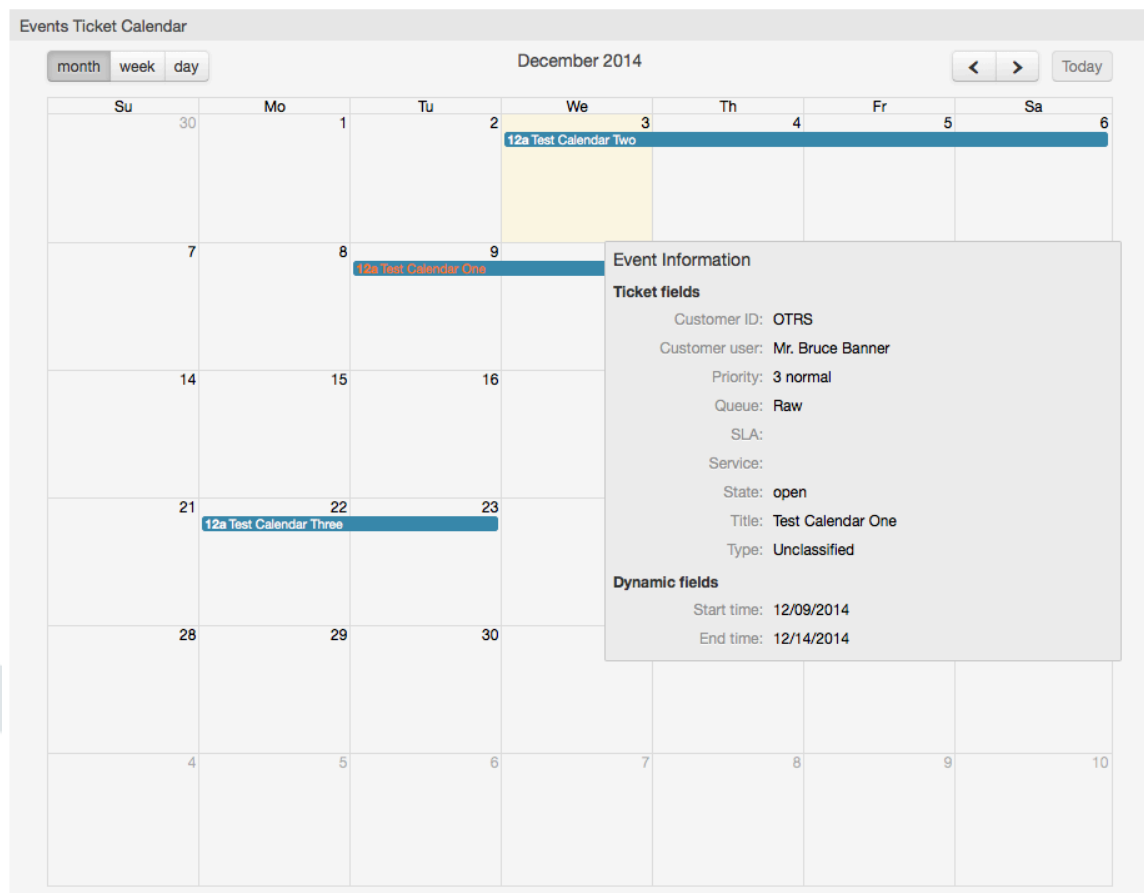 Events Ticket Calendar
month week day December 2014 < > Today
Su Mo Tu We Th Fr Sa
30 1 2 3 4 5 6
12a Test Calendar Two
7 8 9
12a Test Calendar One
Event Information
Ticket fields
Customer ID: OTRS
Customer user: Mr. Bruce Banner
Priority: 3 normal
Queue: Raw
SLA:
Service:
State: open
Title: Test Calendar One
Type: Unclassified
Dynamic fields
Start time: 12/09/2014
End time: 12/14/2014
14 15 16
21 22 23
12a Test Calendar Three
28 29 30
4 5 6 7 8 9 10